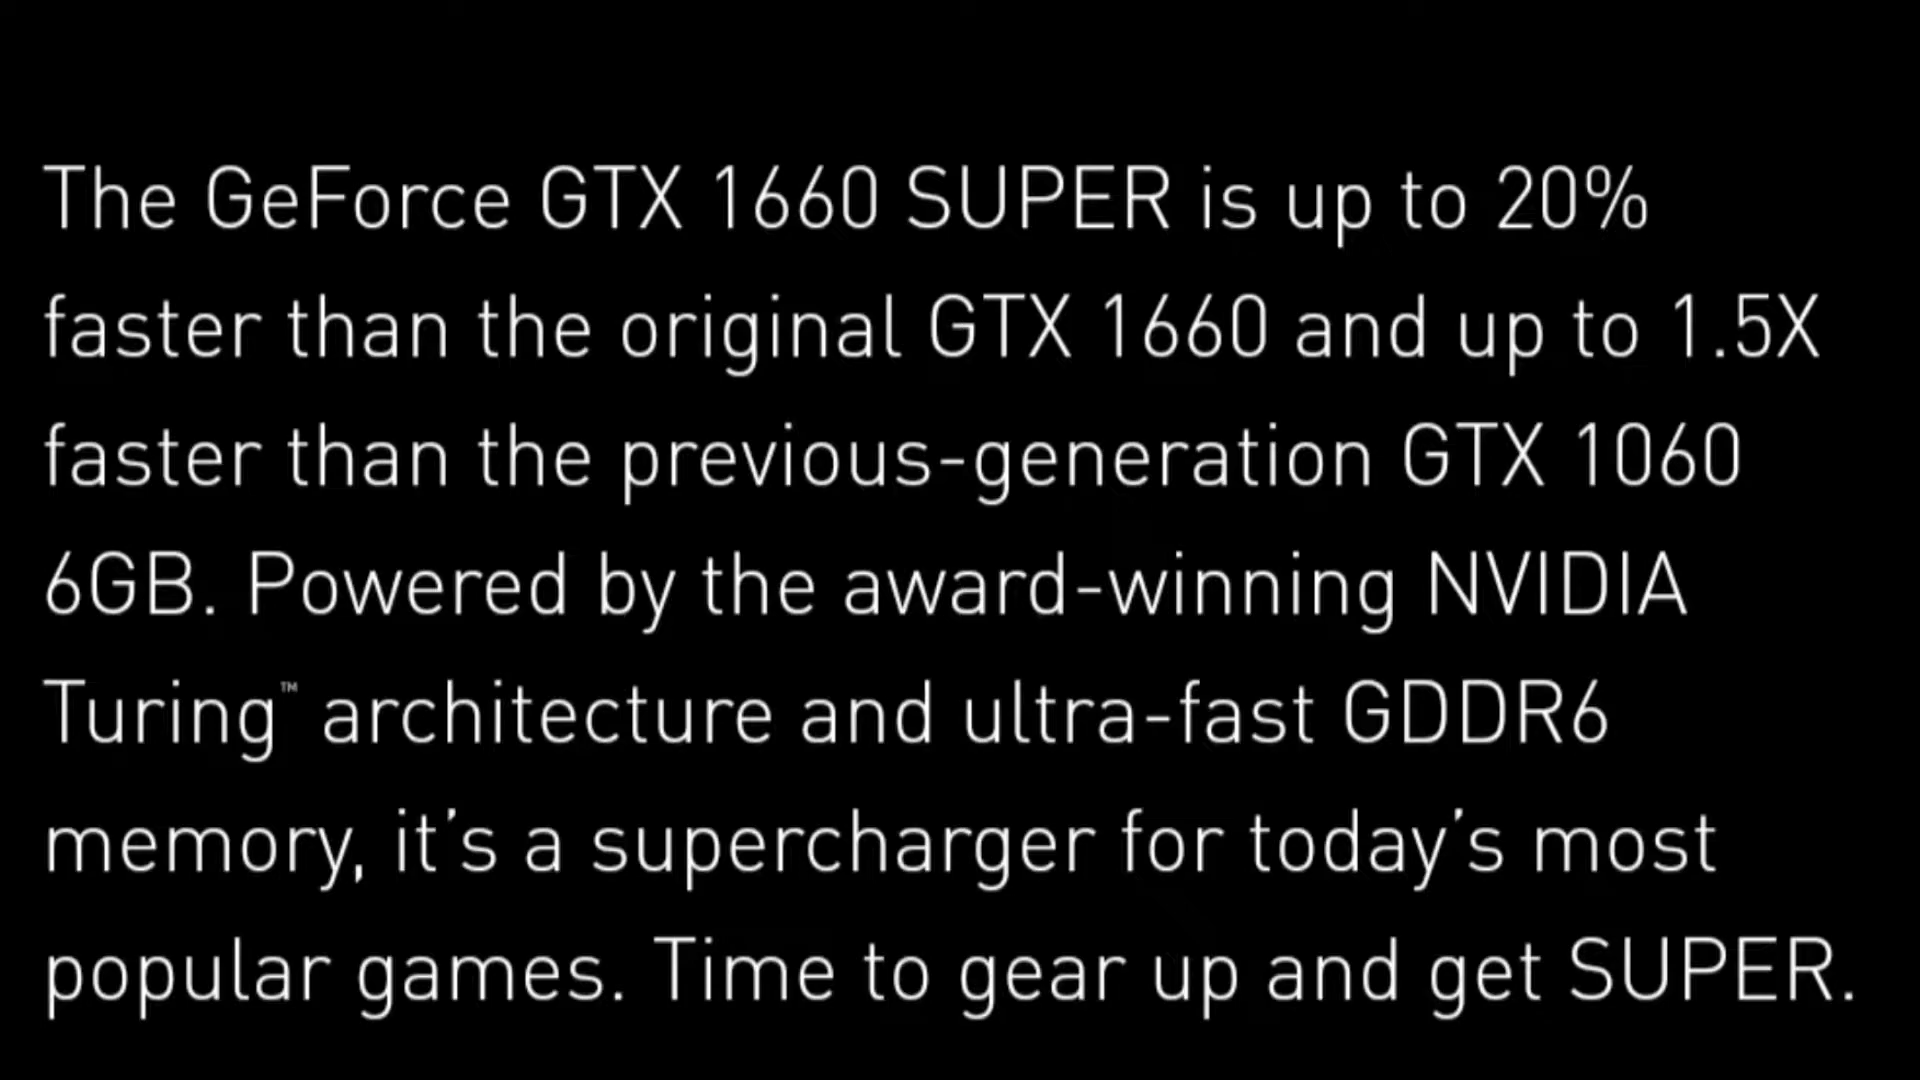 The GeForce GTX 1660 SUPER is up to 20%
faster than the original GTX 1660 and up to 1.5X
faster than the previous-generation GTX 1060
6GB. Powered by the award-winning NVIDIA
Turing™ architecture and ultra-fast GDDR6
memory, it’s a supercharger for today’s most
popular games. Time to gear up and get SUPER.